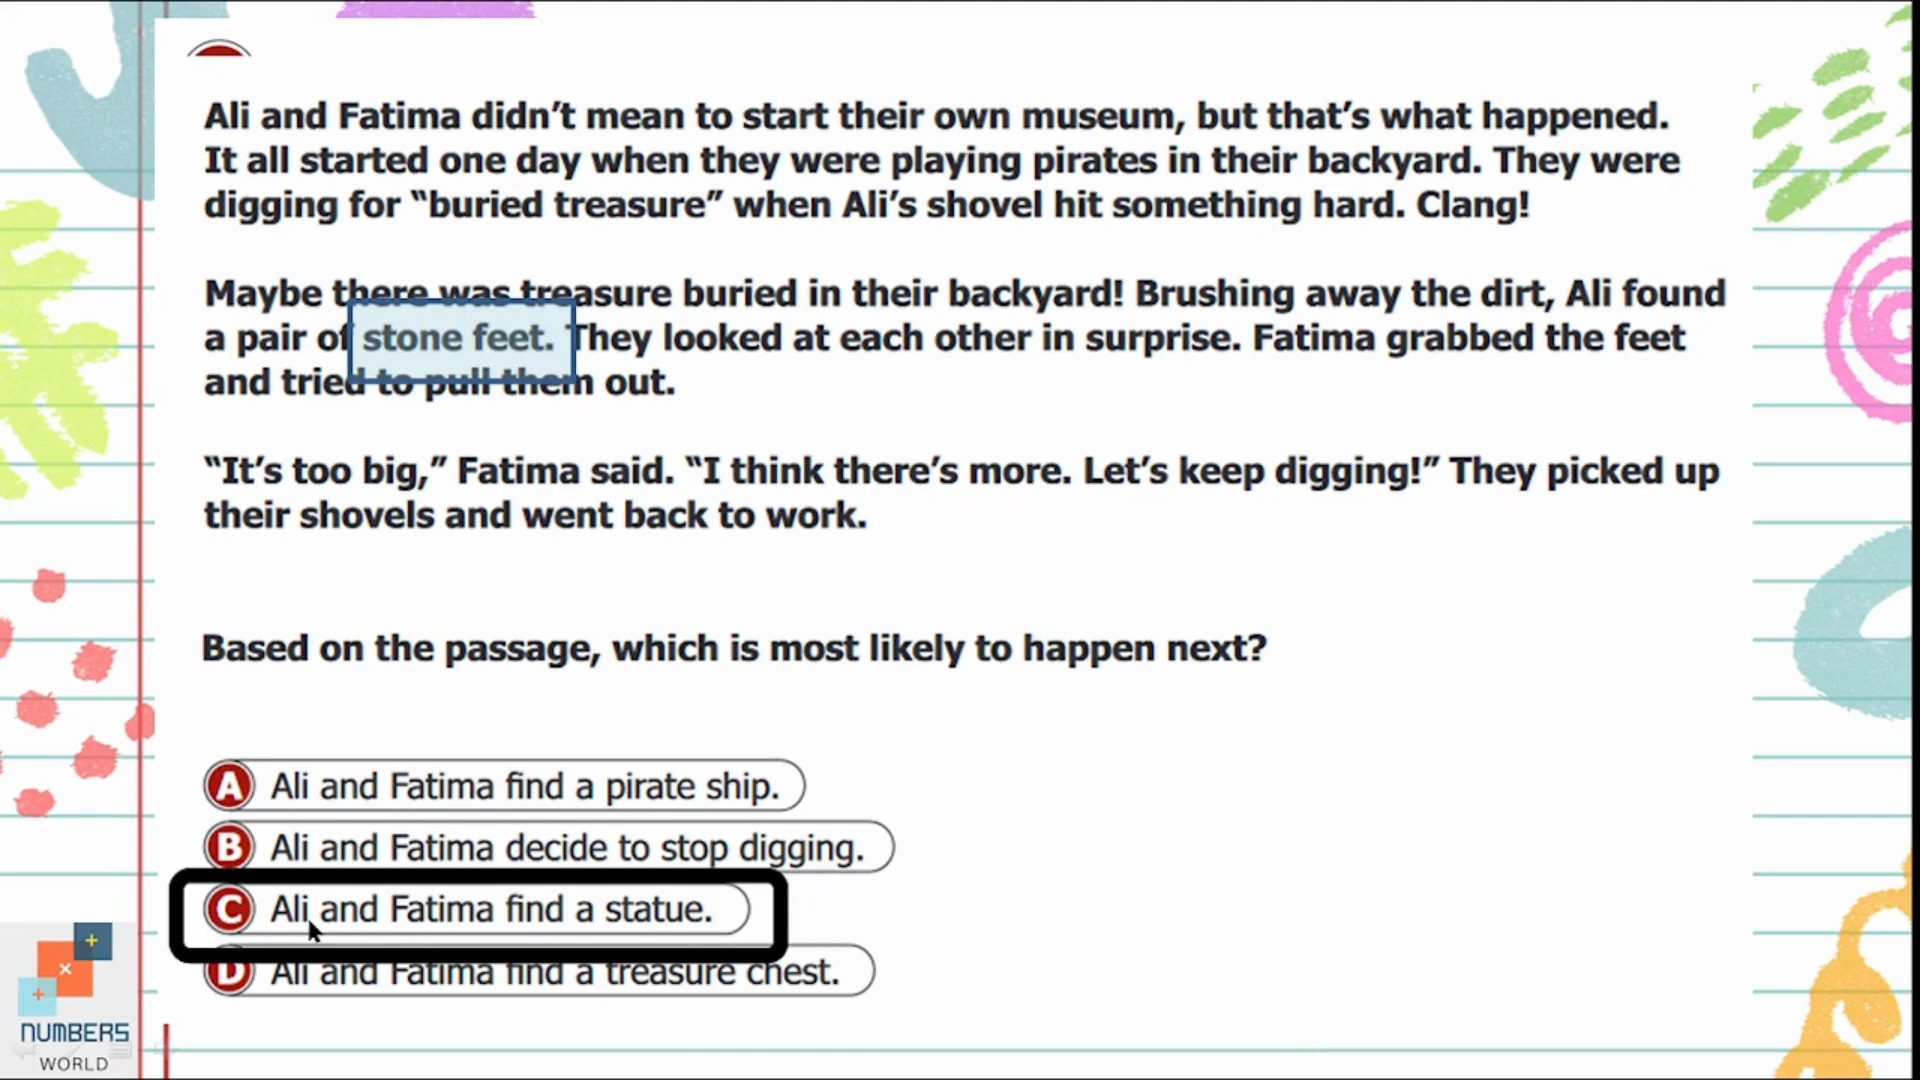 Ali and Fatima didn’t mean to start their own museum, but that’s what happened.
It all started one day when they were playing pirates in their backyard. They were
digging for “buried treasure” when Ali’s shovel hit something hard. Clang!
Maybe there was treasure buried in their backyard! Brushing away the dirt, Ali found
a pair of stone feet. They looked at each other in surprise. Fatima grabbed the feet
and tried to pull them out.
“It’s too big,” Fatima said. “I think there’s more. Let’s keep digging!” They picked up
their shovels and went back to work.
Based on the passage, which is most likely to happen next?
A Ali and Fatima find a pirate ship.
B Ali and Fatima decide to stop digging.
C Ali and Fatima find a statue.
D Ali and Fatima find a treasure chest.
NUMBERS
WORLD